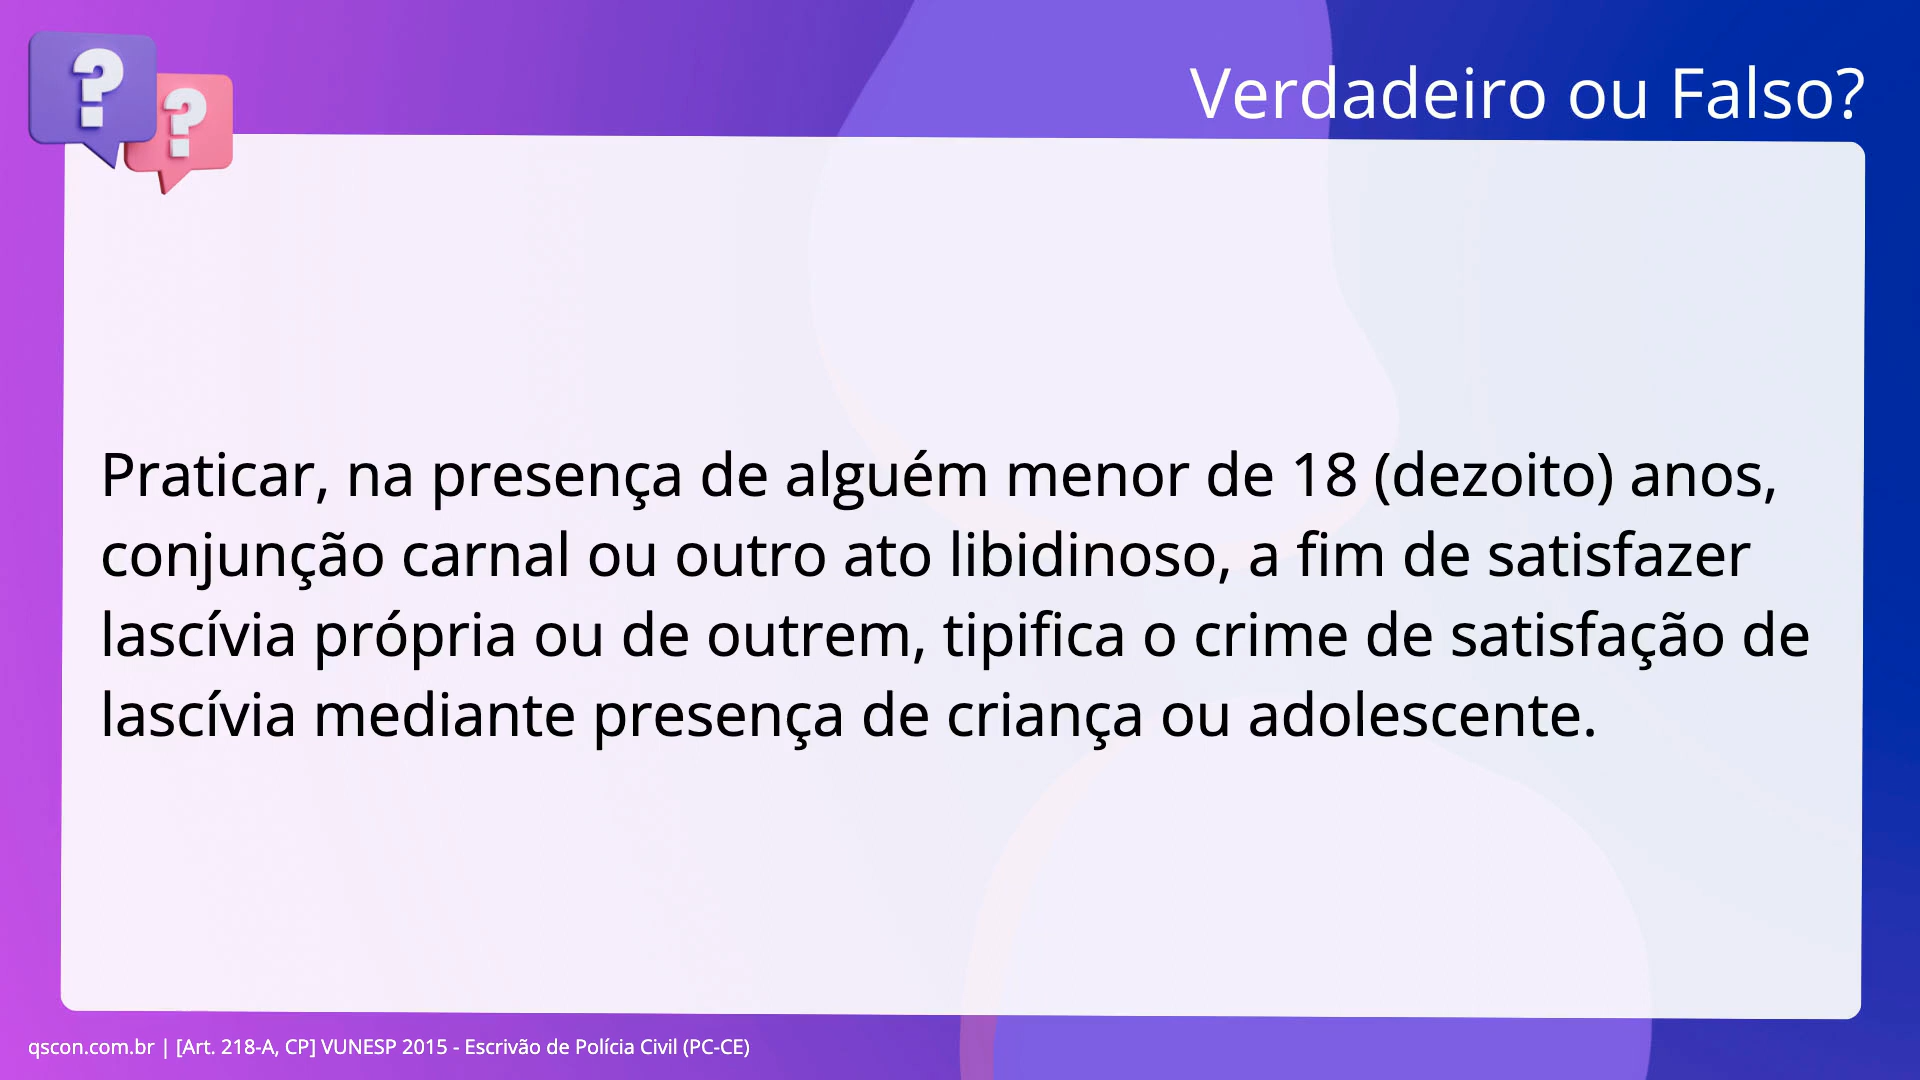 Verdadeiro ou Falso?
? ?
Praticar, na presença de alguém menor de 18 (dezoito) anos,
conjunção carnal ou outro ato libidinoso, a fim de satisfazer
lascívia própria ou de outrem, tipifica o crime de satisfação de
lascívia mediante presença de criança ou adolescente.
qscon.com.br | [Art. 218-A, CP] VUNESP 2015 - Escrivão de Polícia Civil (PC-CE)